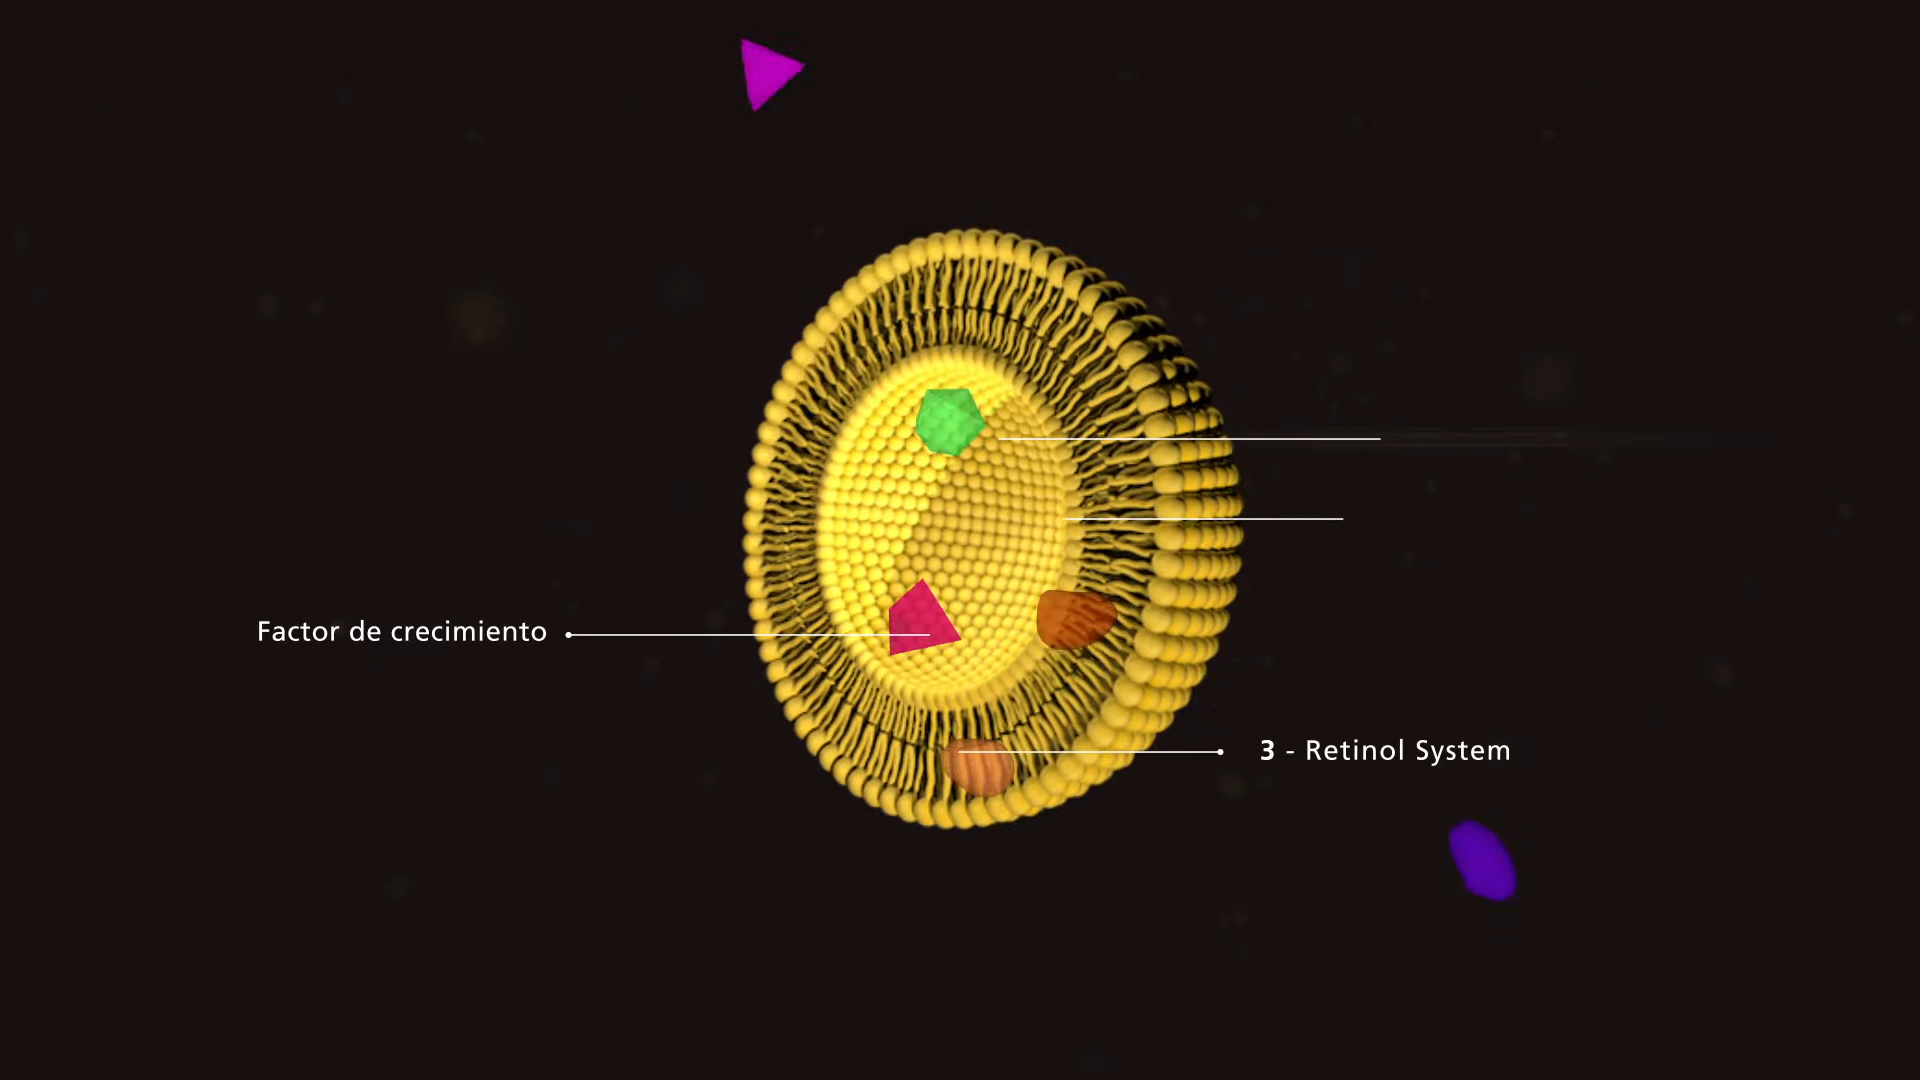 Factor de crecimiento
3 - Retinol System